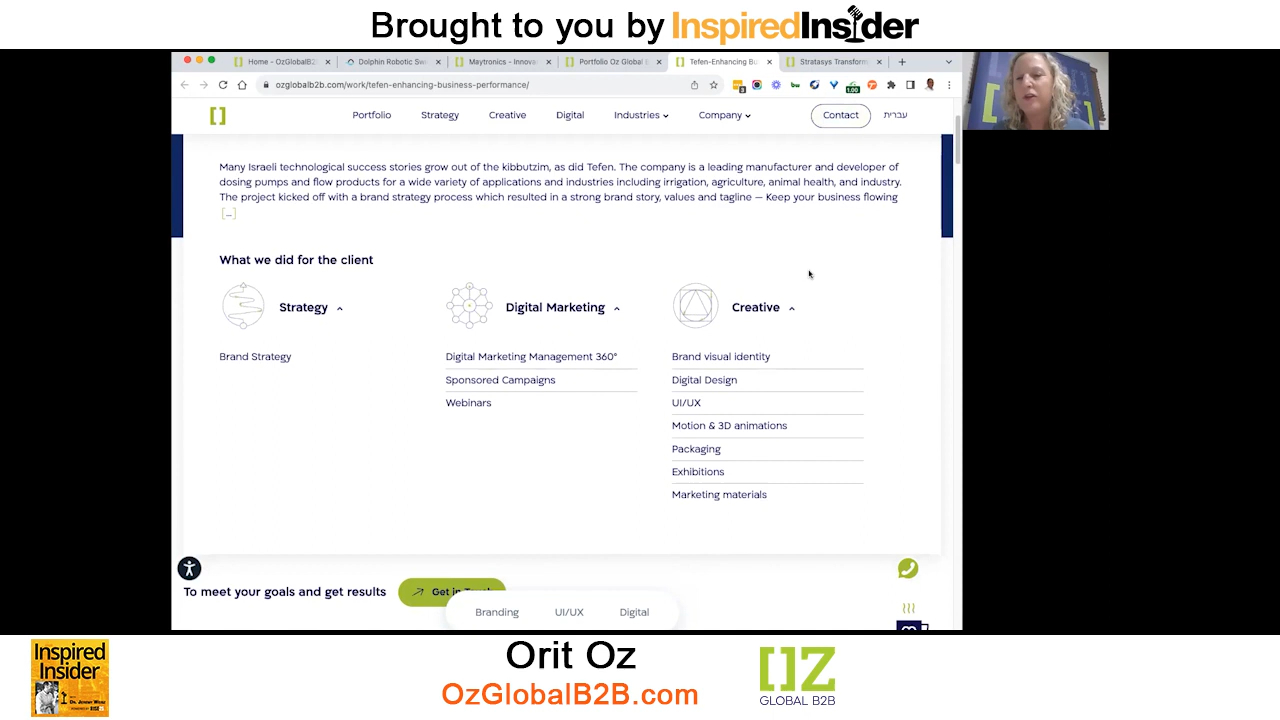 Brought to you by InspiredInsider
Home - OzGlobalB2
Dolphin Robotic Sw
Maytronics - Innova
Portfolio Oz Global
Tefen-Enhancing Bu
Stratasys Transform
ozglobalb2b.com/work/tefen-enhancing-business-performance/
1.00
[ ]
Portfolio
Strategy
Creative
Digital
Industries
Company
Contact
עברית
Many Israeli technological success stories grow out of the kibbutzim, as did Tefen. The company is a leading manufacturer and developer of
dosing pumps and flow products for a wide variety of applications and industries including irrigation, agriculture, animal health, and industry.
The project kicked off with a brand strategy process which resulted in a strong brand story, values and tagline — Keep your business flowing
[...]
What we did for the client
Strategy
Digital Marketing
Creative
Brand Strategy
Digital Marketing Management 360°
Brand visual identity
Sponsored Campaigns
Digital Design
Webinars
UI/UX
Motion & 3D animations
Packaging
Exhibitions
Marketing materials
To meet your goals and get results
Get in Touch
Branding
UI/UX
Digital
Inspired
Insider
Orit Oz
OzGlobalB2B.com
OZ
GLOBAL B2B